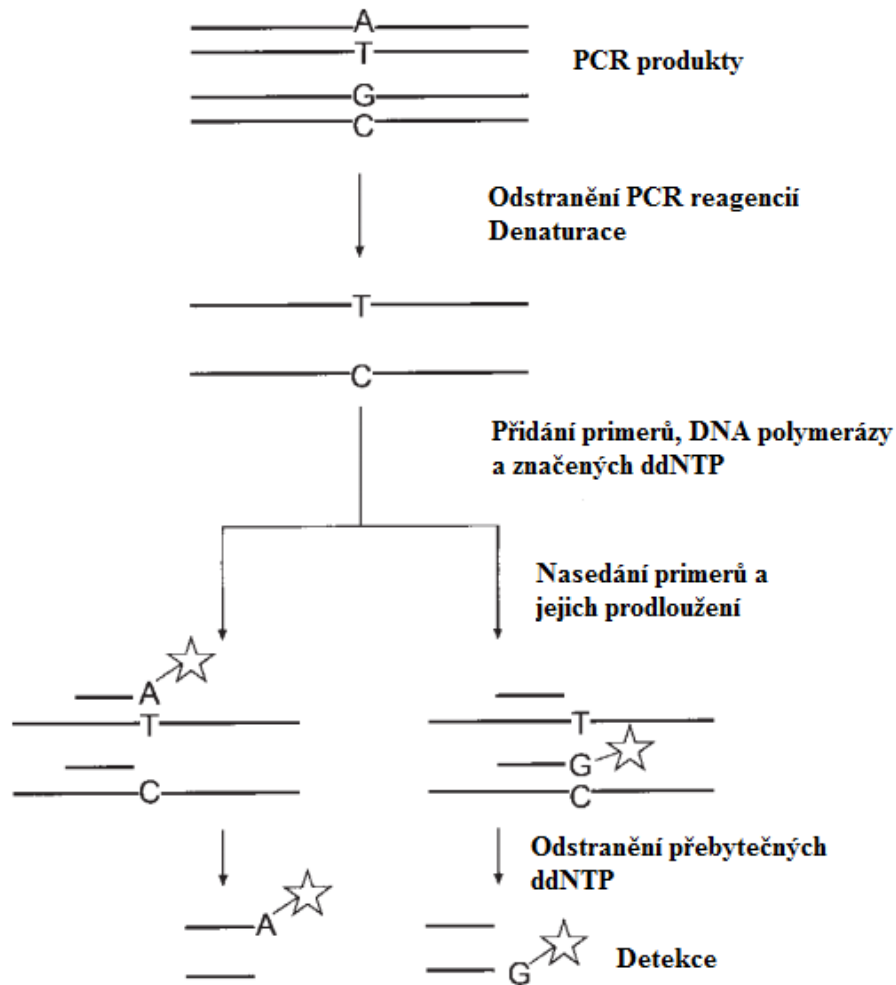 A
T
PCR produkty
G
C
Odstranění PCR reagencií
Denaturace
T
C
Přidání primerů, DNA polymerázy
a značených ddNTP
Nasedání primerů a
jejich prodloužení
A
T
C
T
G
C
Odstranění přebytečných
ddNTP
A
G
Detekce